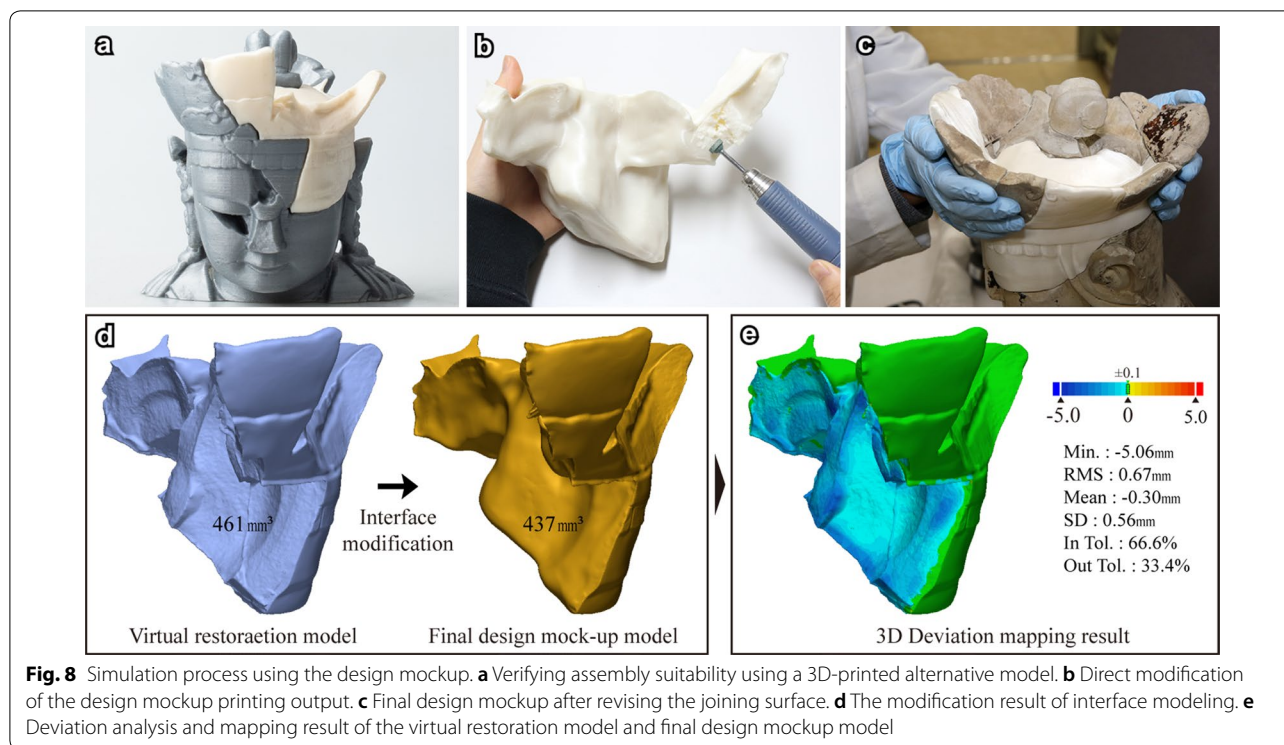 a
b
c
d
461 mm³
Interface
modification
437 mm³
Virtual restoraetion model
Final design mock-up model
e
±0.1
-5.0
0
5.0
Min. : -5.06mm
RMS : 0.67mm
Mean : -0.30mm
SD : 0.56mm
In Tol. : 66.6%
Out Tol. : 33.4%
3D Deviation mapping result
Fig. 8 Simulation process using the design mockup. a Verifying assembly suitability using a 3D-printed alternative model. b Direct modification
of the design mockup printing output. c Final design mockup after revising the joining surface. d The modification result of interface modeling. e
Deviation analysis and mapping result of the virtual restoration model and final design mockup model